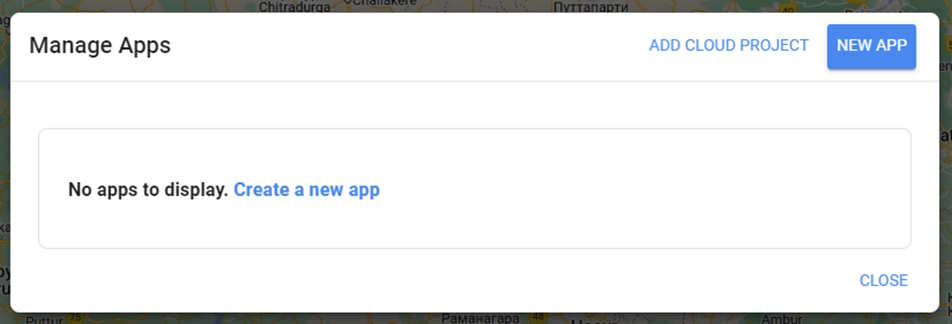 Chitradurga
Challakere
Путтапарти
Manage Apps
ADD CLOUD PROJECT
NEW APP
No apps to display. Create a new app
CLOSE
Puttur
75
Раманагара
48
Ambur